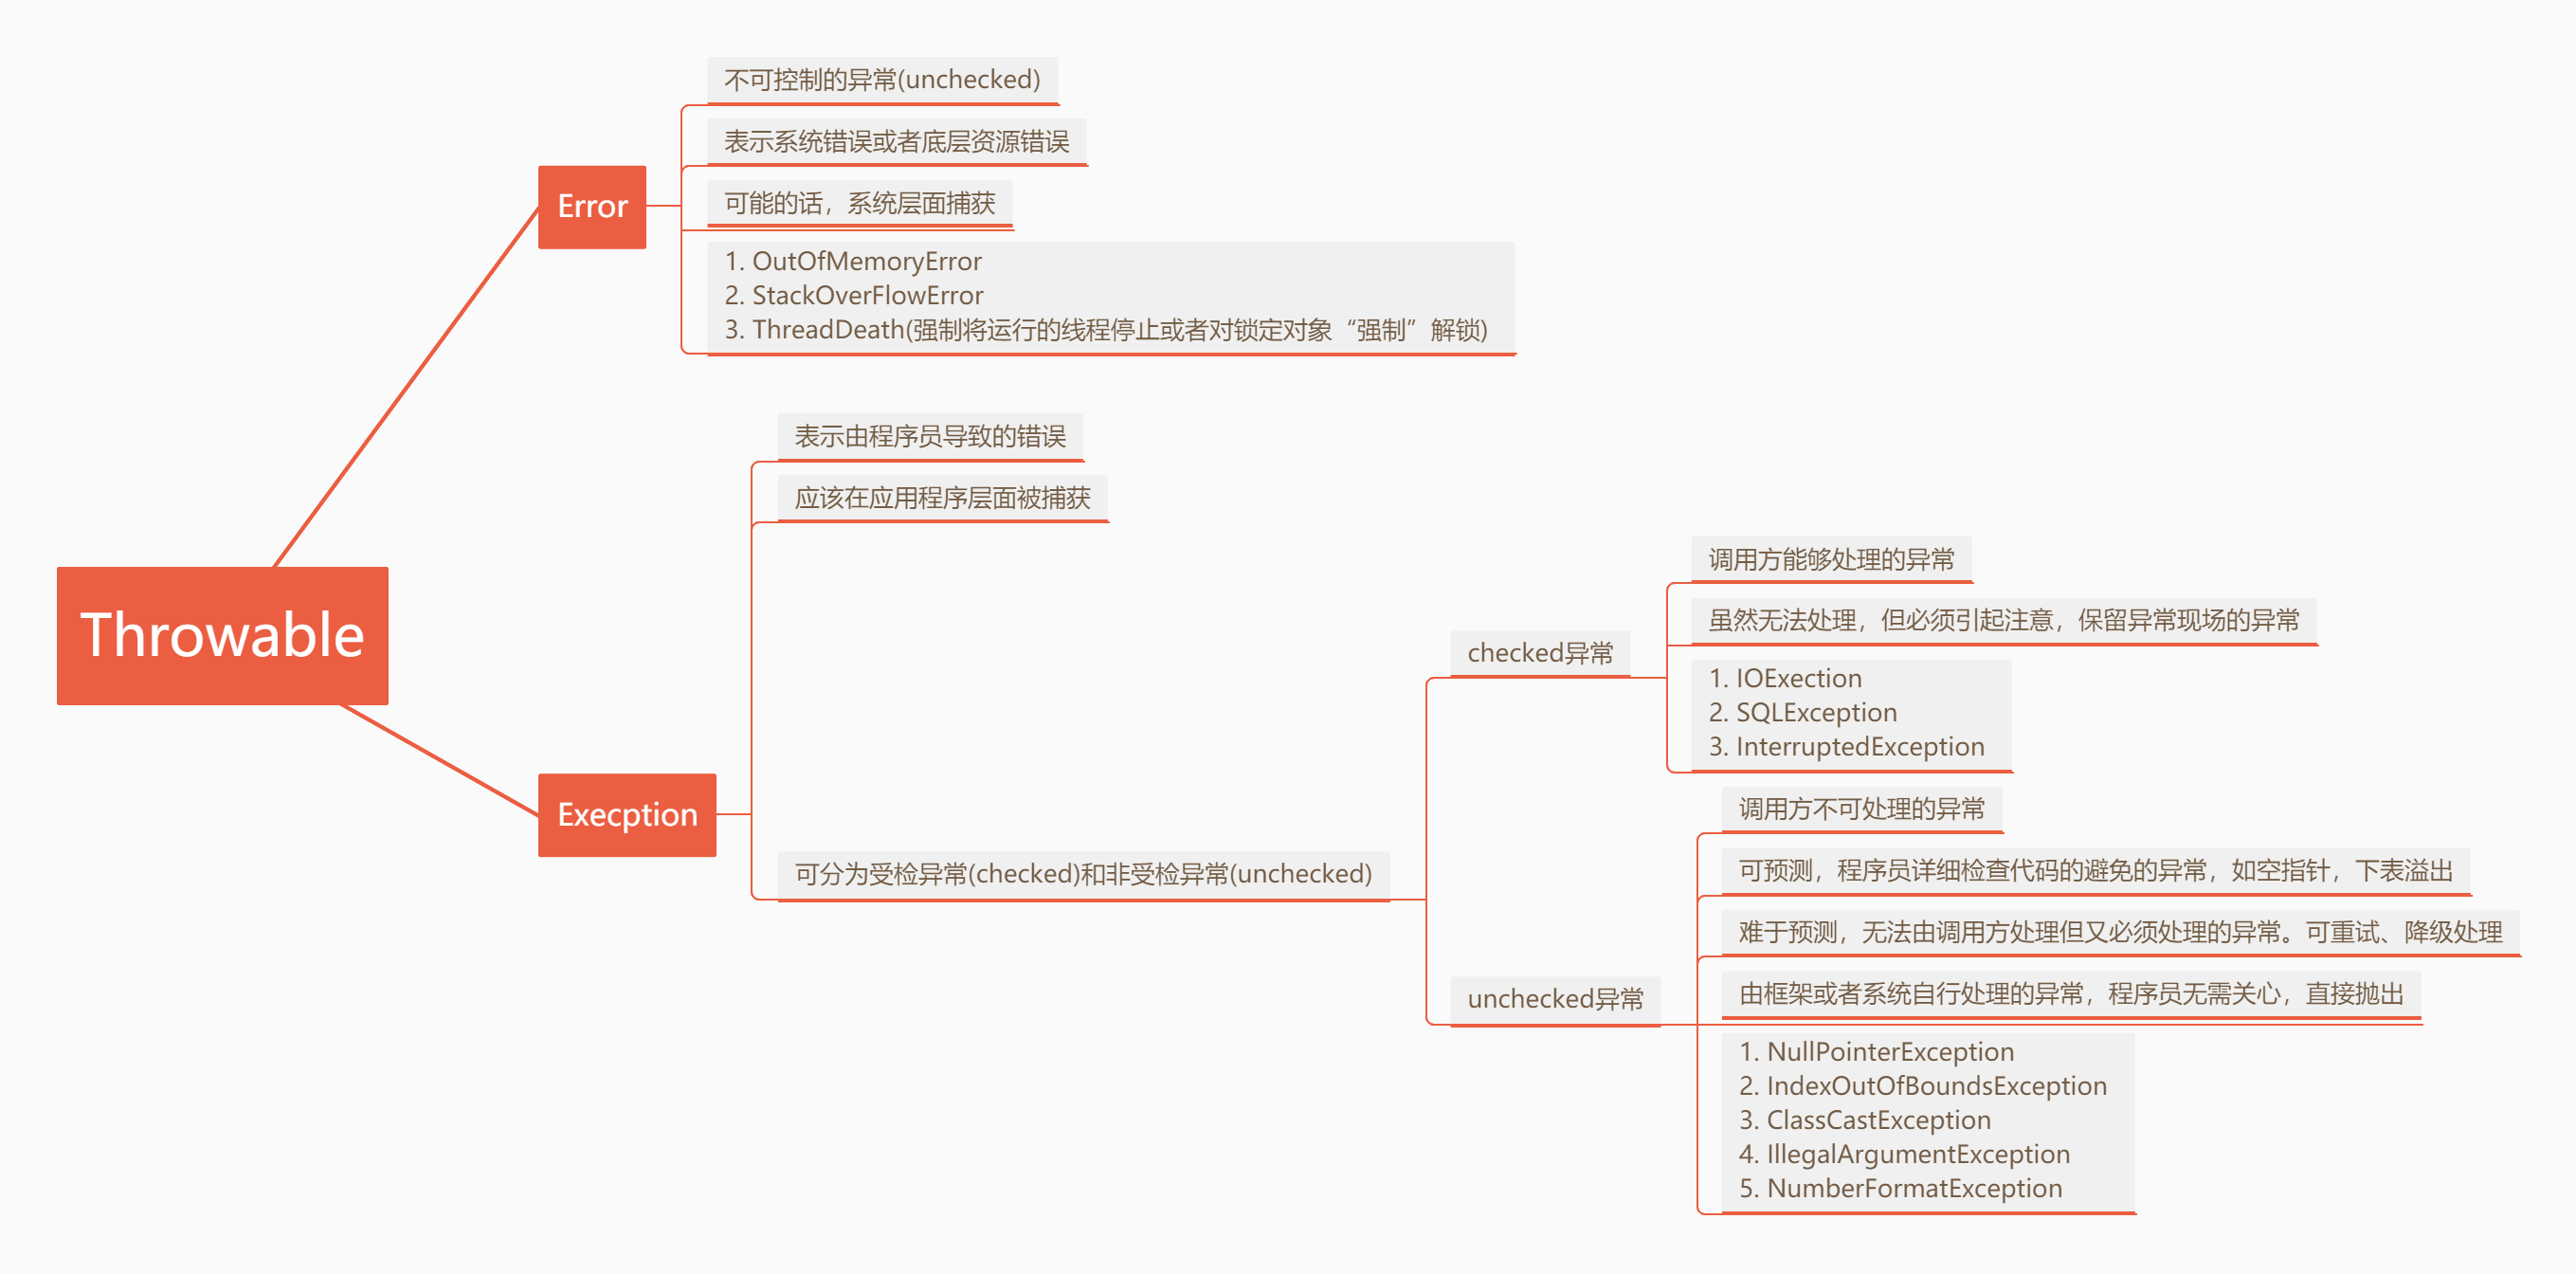 Throwable
Error
不可控制的异常(unchecked)
表示系统错误或者底层资源错误
可能的话，系统层面捕获
1. OutOfMemoryError
2. StackOverFlowError
3. ThreadDeath(强制将运行的线程停止或者对锁定对象“强制”解锁)
Execption
表示由程序员导致的错误
应该在应用程序层面被捕获
可分为受检异常(checked)和非受检异常(unchecked)
checked异常
调用方能够处理的异常
虽然无法处理，但必须引起注意，保留异常现场的异常
1. IOExection
2. SQLException
3. InterruptedException
unchecked异常
调用方不可处理的异常
可预测，程序员详细检查代码的避免的异常，如空指针，下表溢出
难于预测，无法由调用方处理但又必须处理的异常。可重试、降级处理
由框架或者系统自行处理的异常，程序员无需关心，直接抛出
1. NullPointerException
2. IndexOutOfBoundsException
3. ClassCastException
4. IllegalArgumentException
5. NumberFormatException